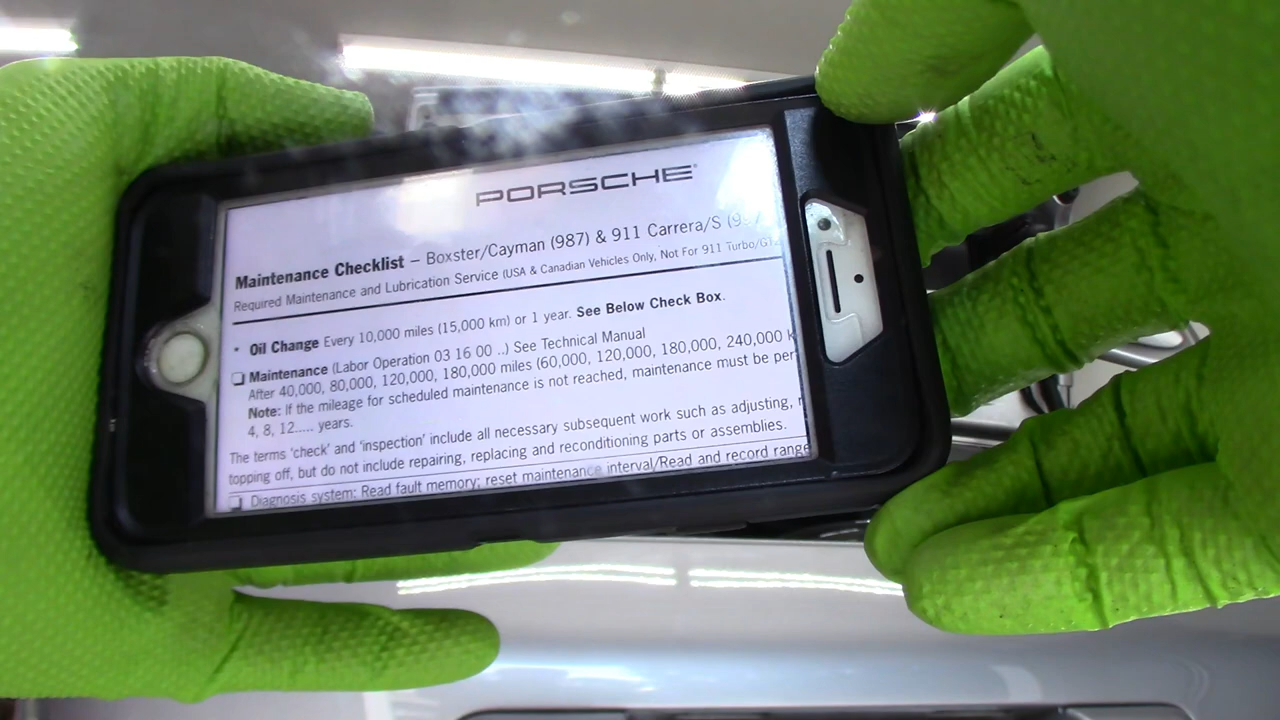 PORSCHE
Maintenance Checklist – Boxster/Cayman (987) & 911 Carrera/S
Required Maintenance and Lubrication Service (USA & Canadian Vehicles Only, Not For 911 Turbo/
• Oil Change Every 10,000 miles (15,000 km) or 1 year. See Below Check Box.
❏ Maintenance (Labor Operation 03 16 00 ..) See Technical Manual
After 40,000, 80,000, 120,000, 180,000 miles (60,000, 120,000, 180,000, 240,000 k
Note: If the mileage for scheduled maintenance is not reached, maintenance must be per
4, 8, 12..... years.
The terms 'check' and 'inspection' include all necessary subsequent work such as adjusting,
topping off, but do not include repairing, replacing and reconditioning parts or assemblies.
❏ Diagnosis system; Read fault memory; reset maintenance interval/Read and record range